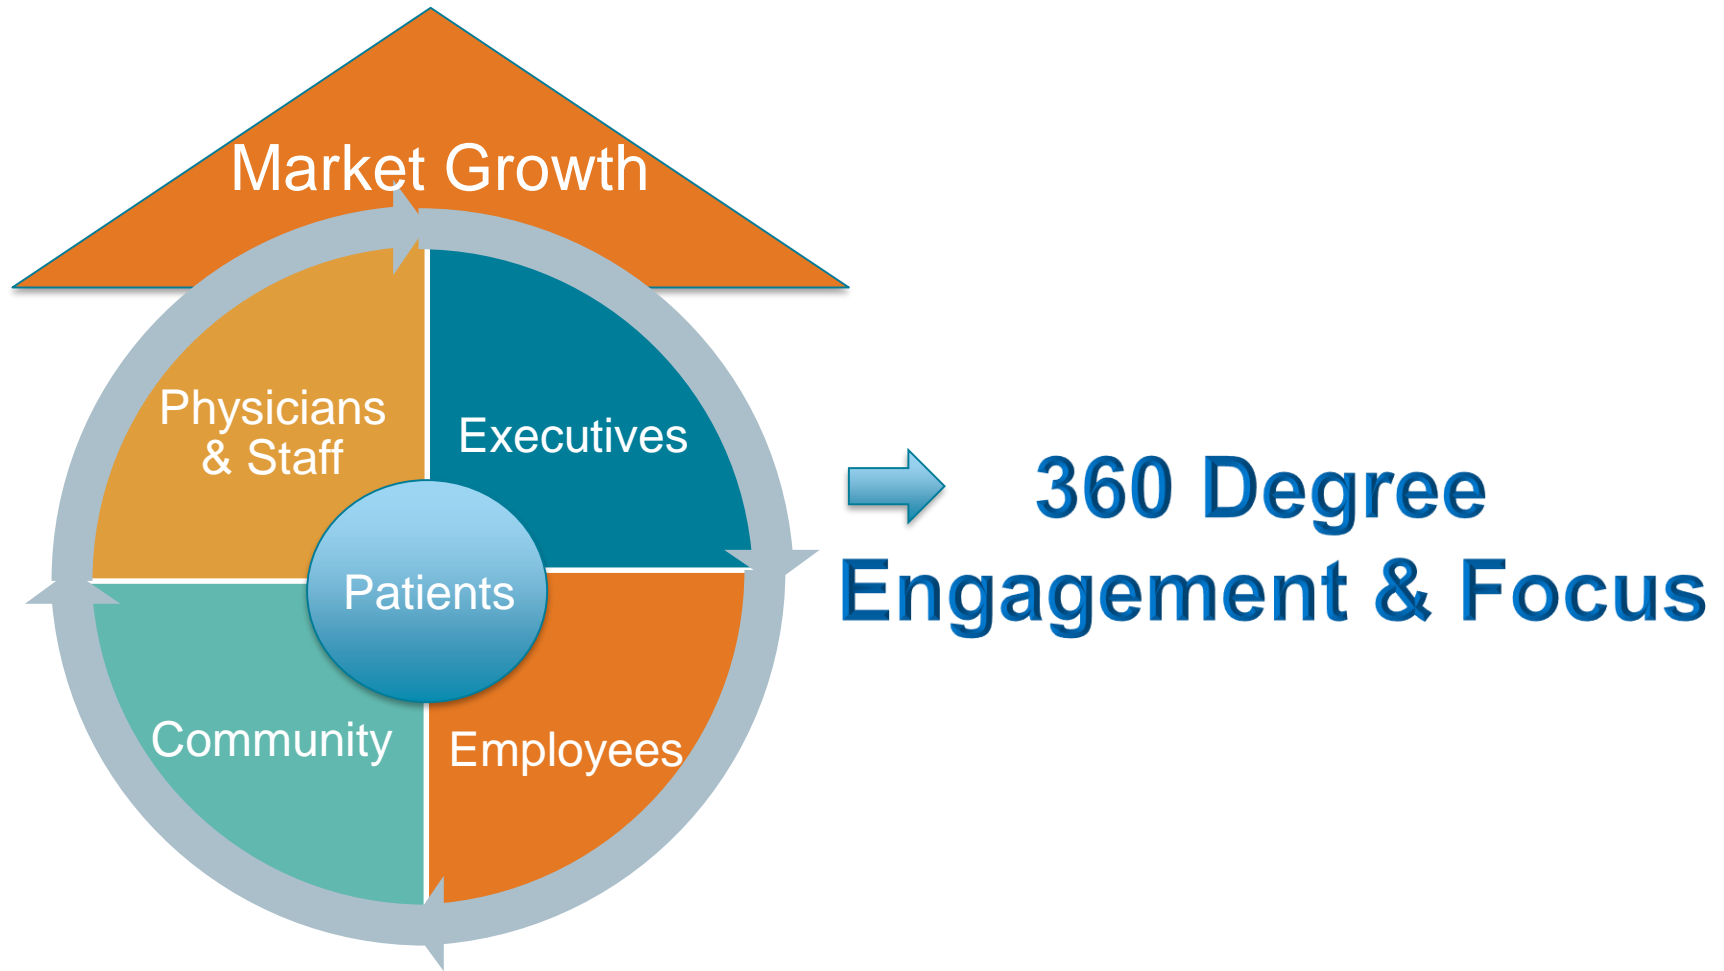 Market Growth
Physicians
& Staff
Executives
Patients
Community
Employees
360 Degree
Engagement & Focus